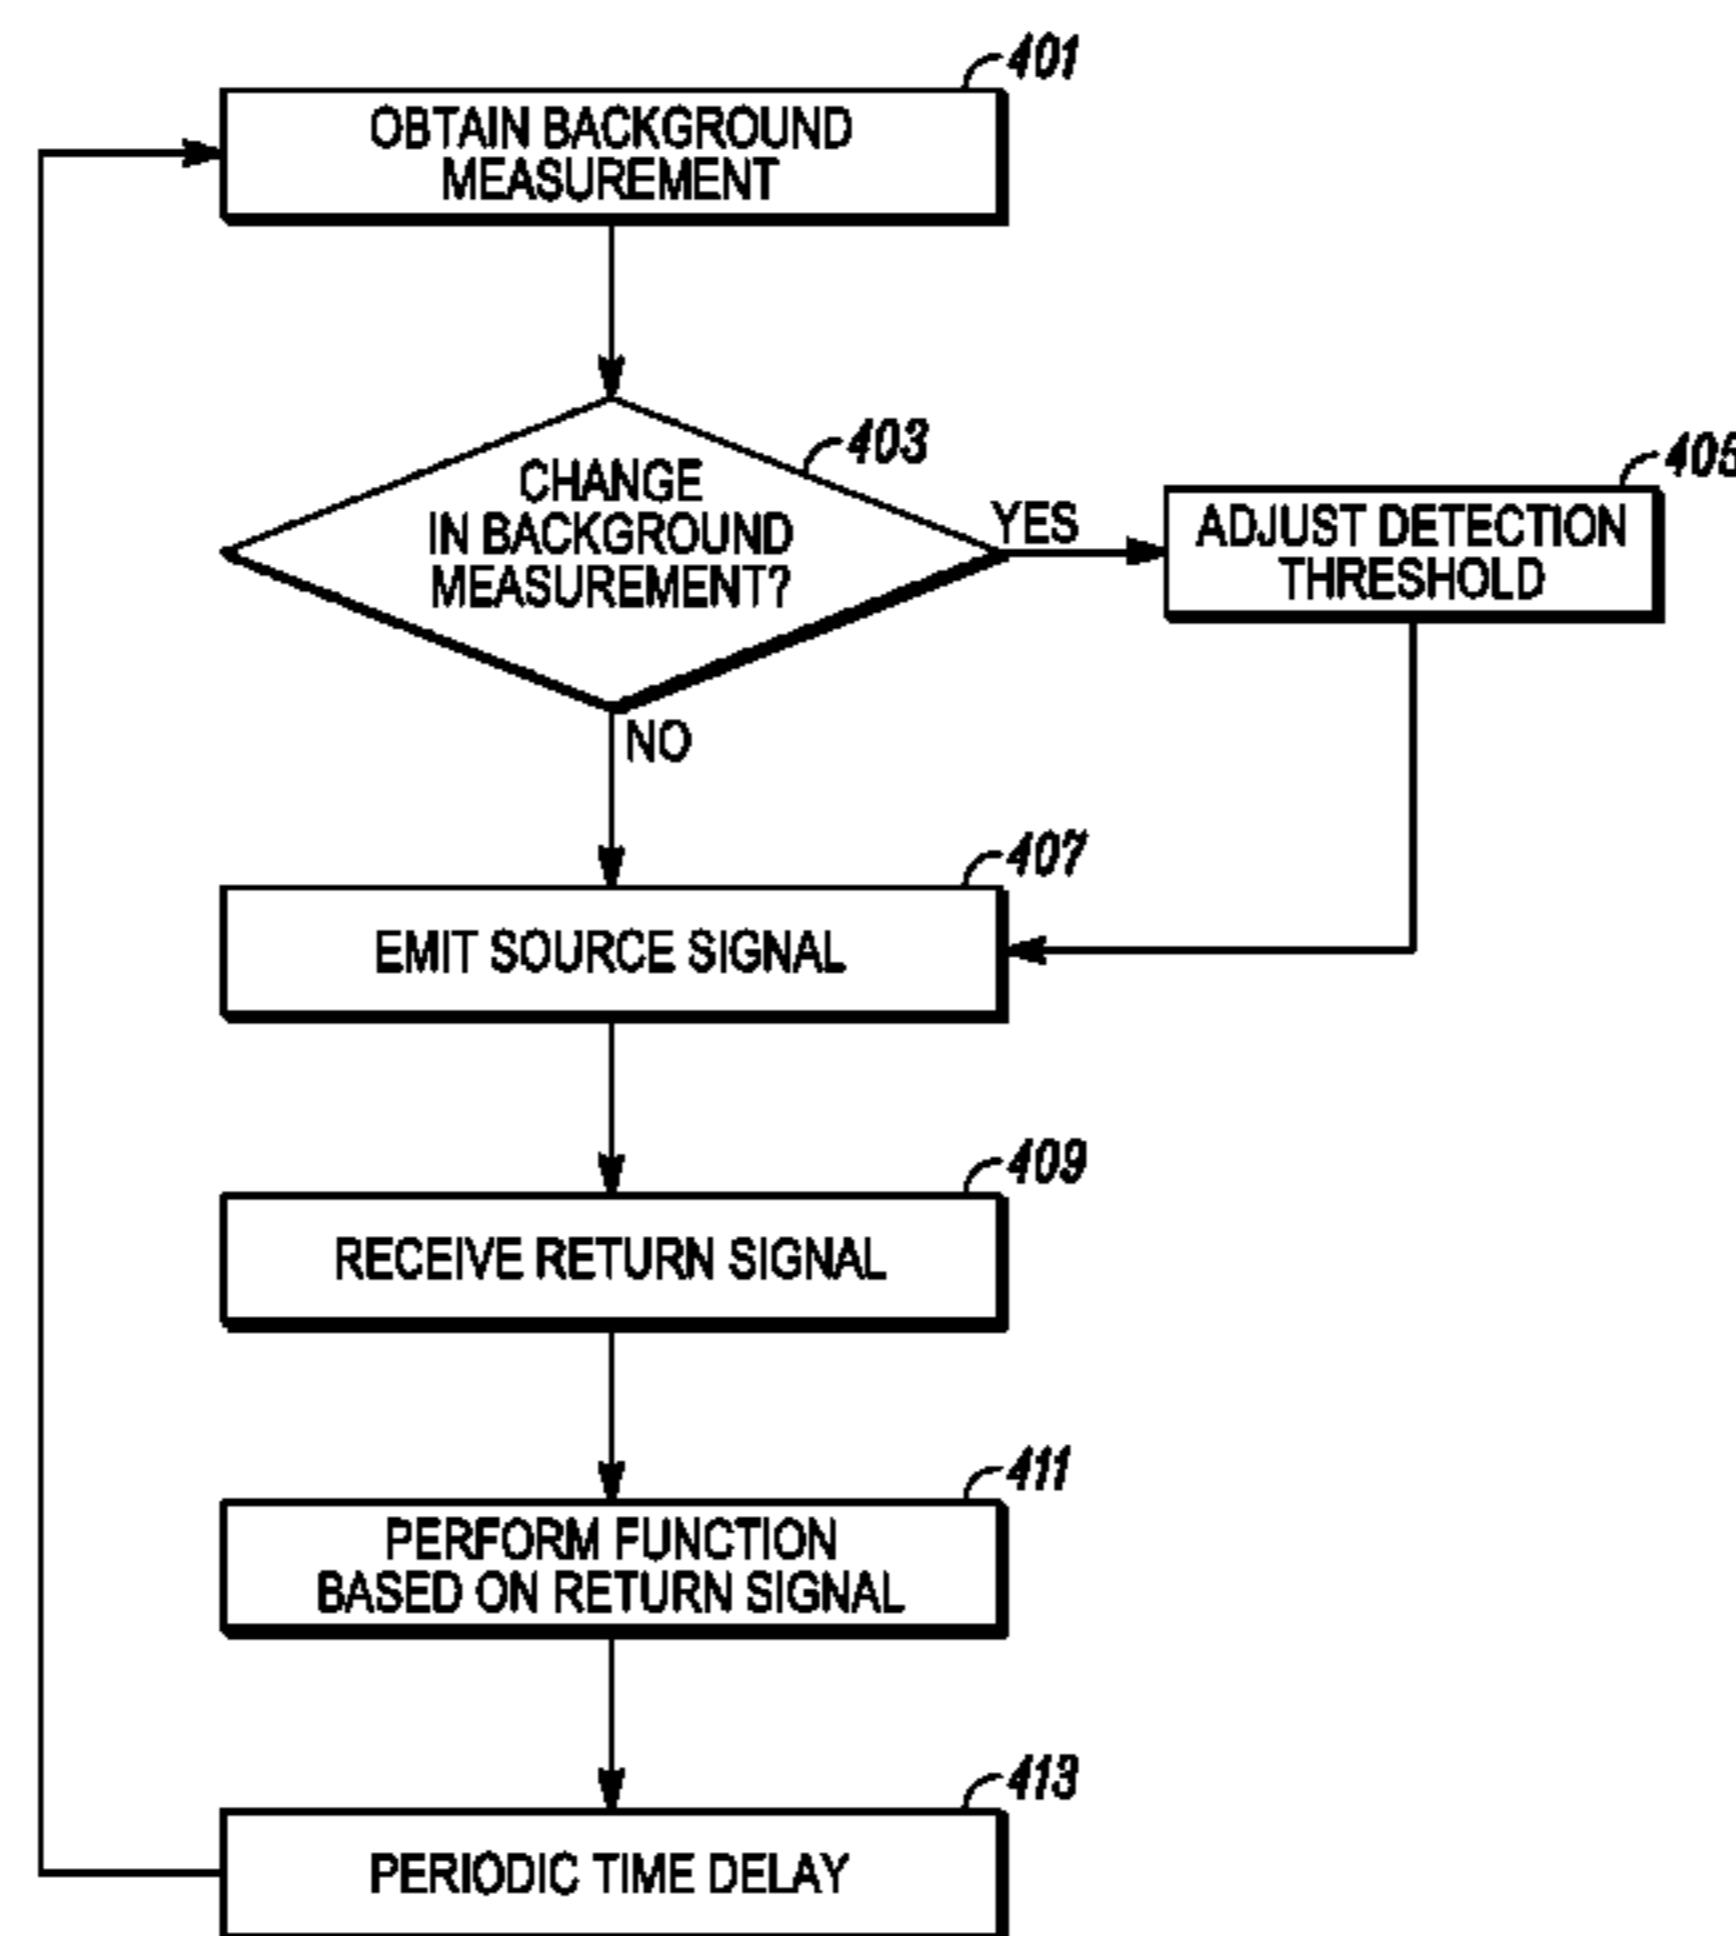 401
OBTAIN BACKGROUND
MEASUREMENT
403
CHANGE
IN BACKGROUND
MEASUREMENT?
YES
405
ADJUST DETECTION
THRESHOLD
NO
407
EMIT SOURCE SIGNAL
409
RECEIVE RETURN SIGNAL
411
PERFORM FUNCTION
BASED ON RETURN SIGNAL
413
PERIODIC TIME DELAY